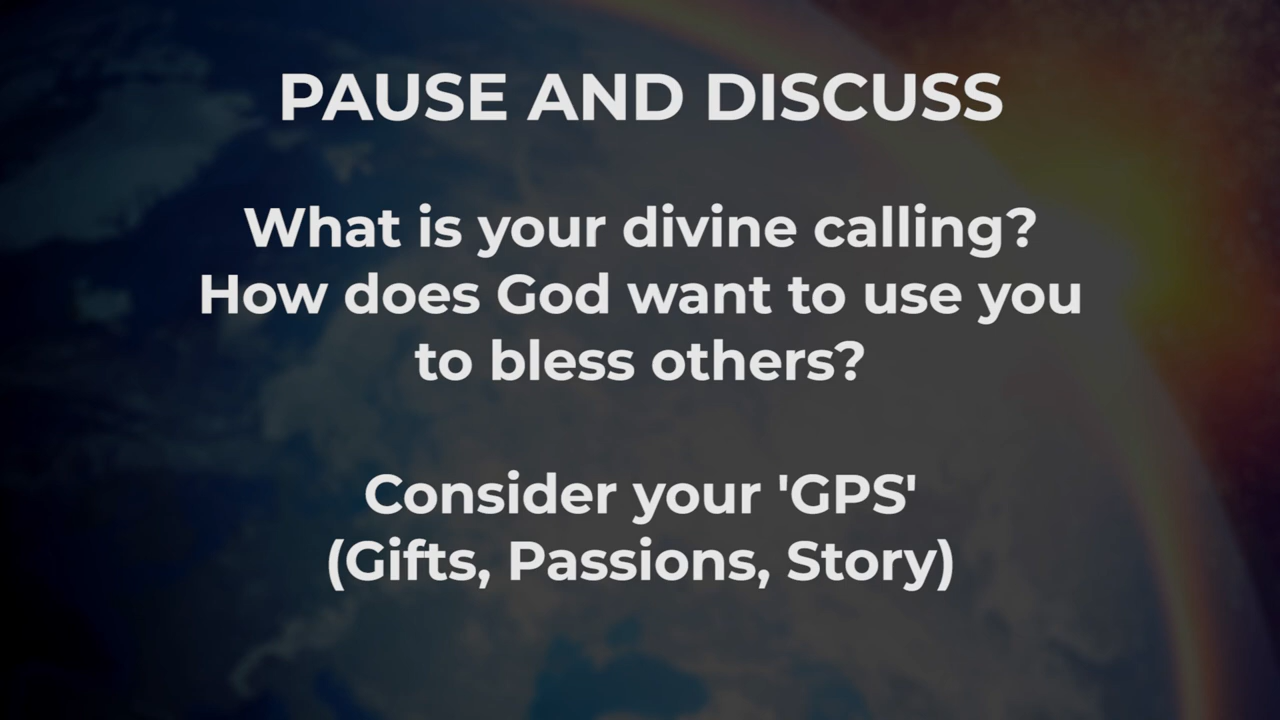 PAUSE AND DISCUSS
What is your divine calling?
How does God want to use you
to bless others?
Consider your 'GPS'
(Gifts, Passions, Story)